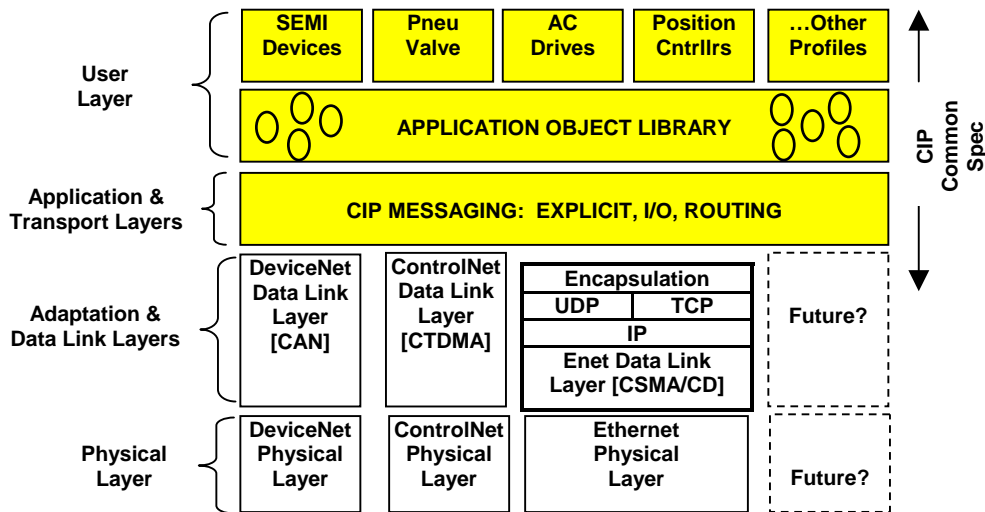 SEMI
Devices
Pneu
Valve
AC
Drives
Position
Cntrllrs
…Other
Profiles
User
Layer
APPLICATION OBJECT LIBRARY
CIP
Common
Spec
Application &
Transport Layers
CIP MESSAGING: EXPLICIT, I/O, ROUTING
Adaptation &
Data Link Layers
DeviceNet
Data Link
Layer
[CAN]
ControlNet
Data Link
Layer
[CTDMA]
Encapsulation
UDP
TCP
IP
Enet Data Link
Layer [CSMA/CD]
Future?
Physical
Layer
DeviceNet
Physical
Layer
ControlNet
Physical
Layer
Ethernet
Physical
Layer
Future?